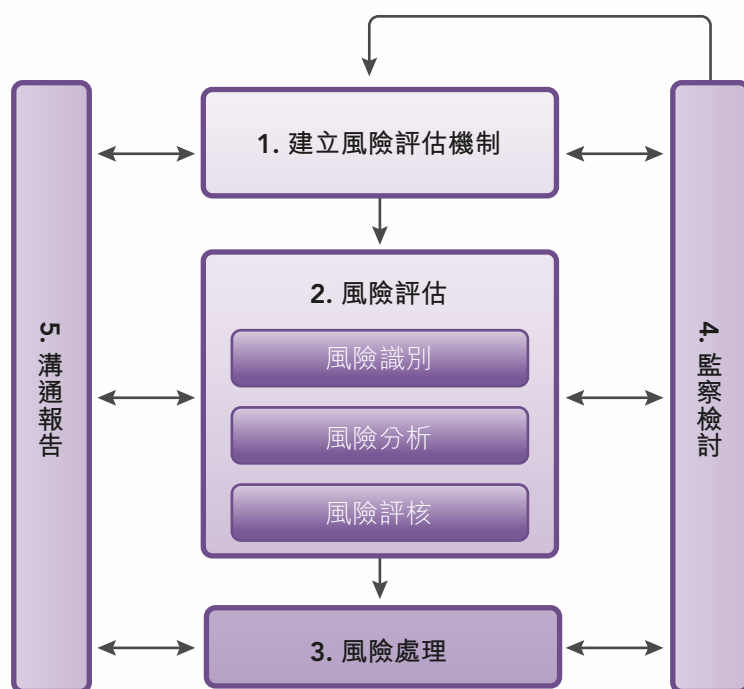 1. 建立風險評估機制
2. 風險評估
風險識別
風險分析
風險評核
3. 風險處理
4. 監察檢討
5. 溝通報告